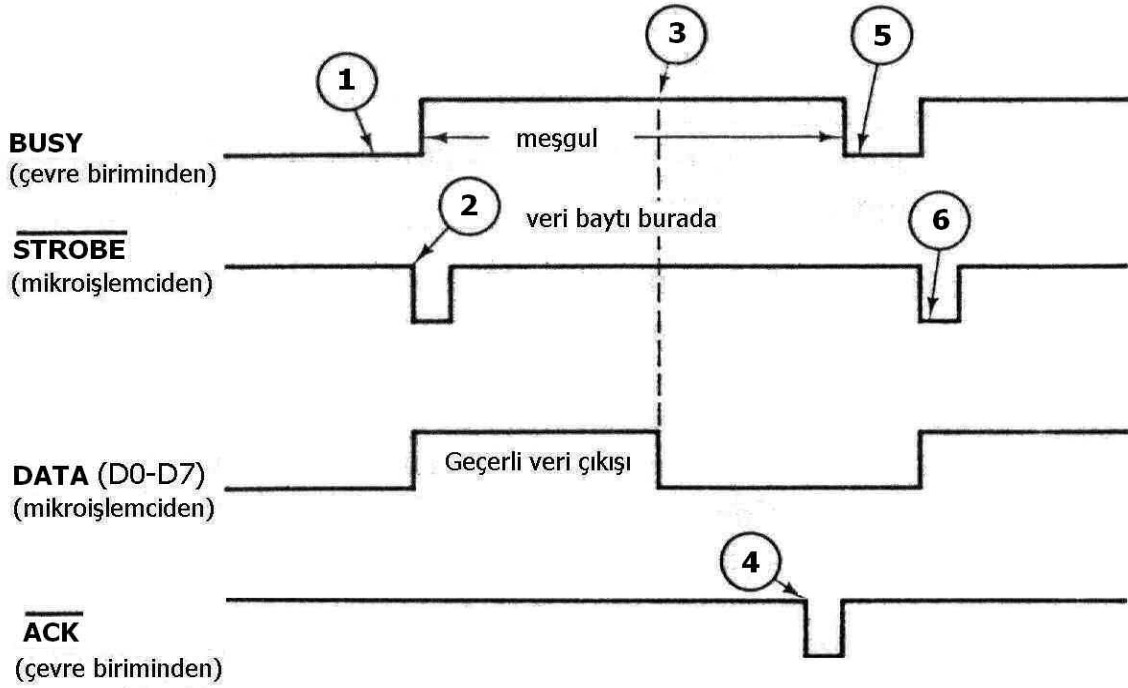 3
5
1
BUSY
(çevre biriminden)
meşgul
2
veri baytı burada
6
STROBE
(mikroişlemciden)
DATA (D0-D7)
(mikroişlemciden)
Geçerli veri çıkışı
4
ACK
(çevre biriminden)